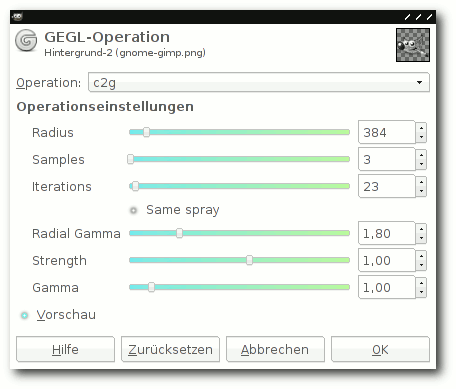 GEGL-Operation
Hintergrund-2 (gnome-gimp.png)
Operation: c2g
Operationseinstellungen
Radius 384
Samples 3
Iterations 23
Same spray
Radial Gamma 1,80
Strength 1,00
Gamma 1,00
Vorschau
Hilfe Zurücksetzen Abbrechen OK